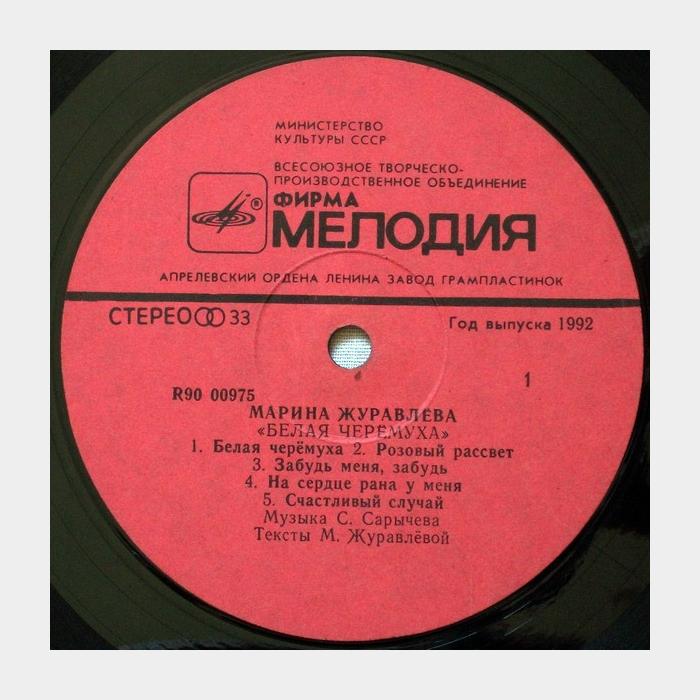 МИНИСТЕРСТВО
КУЛЬТУРЫ СССР
ВСЕСОЮЗНОЕ ТВОРЧЕСКО-
ПРОИЗВОДСТВЕННОЕ ОБЪЕДИНЕНИЕ
®
ФИРМА
МЕЛОДИЯ
АПРЕЛЕВСКИЙ ОРДЕНА ЛЕНИНА ЗАВОД ГРАМПЛАСТИНОК
СТЕРЕО 33
Год выпуска 1992
R90 00975
1
МАРИНА ЖУРАВЛЕВА
«БЕЛАЯ ЧЕРЕМУХА»
1. Белая черёмуха 2. Розовый рассвет
3. Забудь меня, забудь
4. На сердце рана у меня
5. Счастливый случай
Музыка С. Сарычева
Тексты М. Журавлёвой